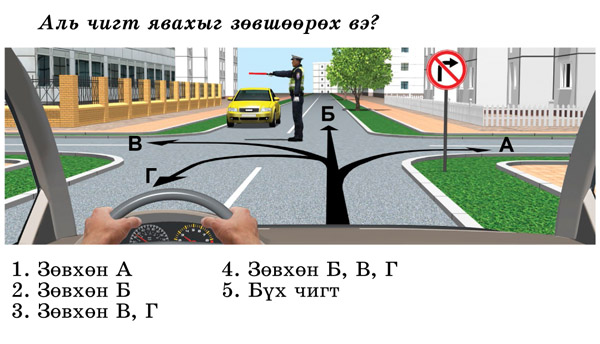 Аль чигт явахыг зөвшөөрөх вэ?
Б
В
А
Г
1. Зөвхөн А
2. Зөвхөн Б
3. Зөвхөн В, Г
4. Зөвхөн Б, В, Г
5. Бүх чигт